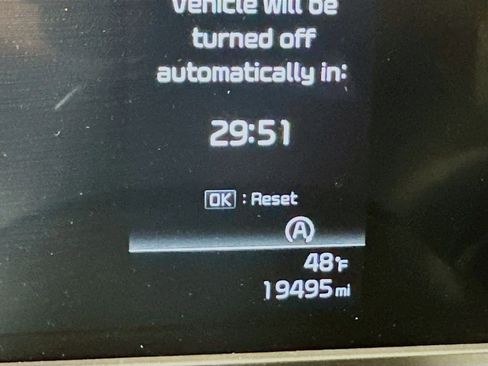 Vehicle will be
turned off
automatically in:
29:51
OK : Reset
A
48°F
19495 mi